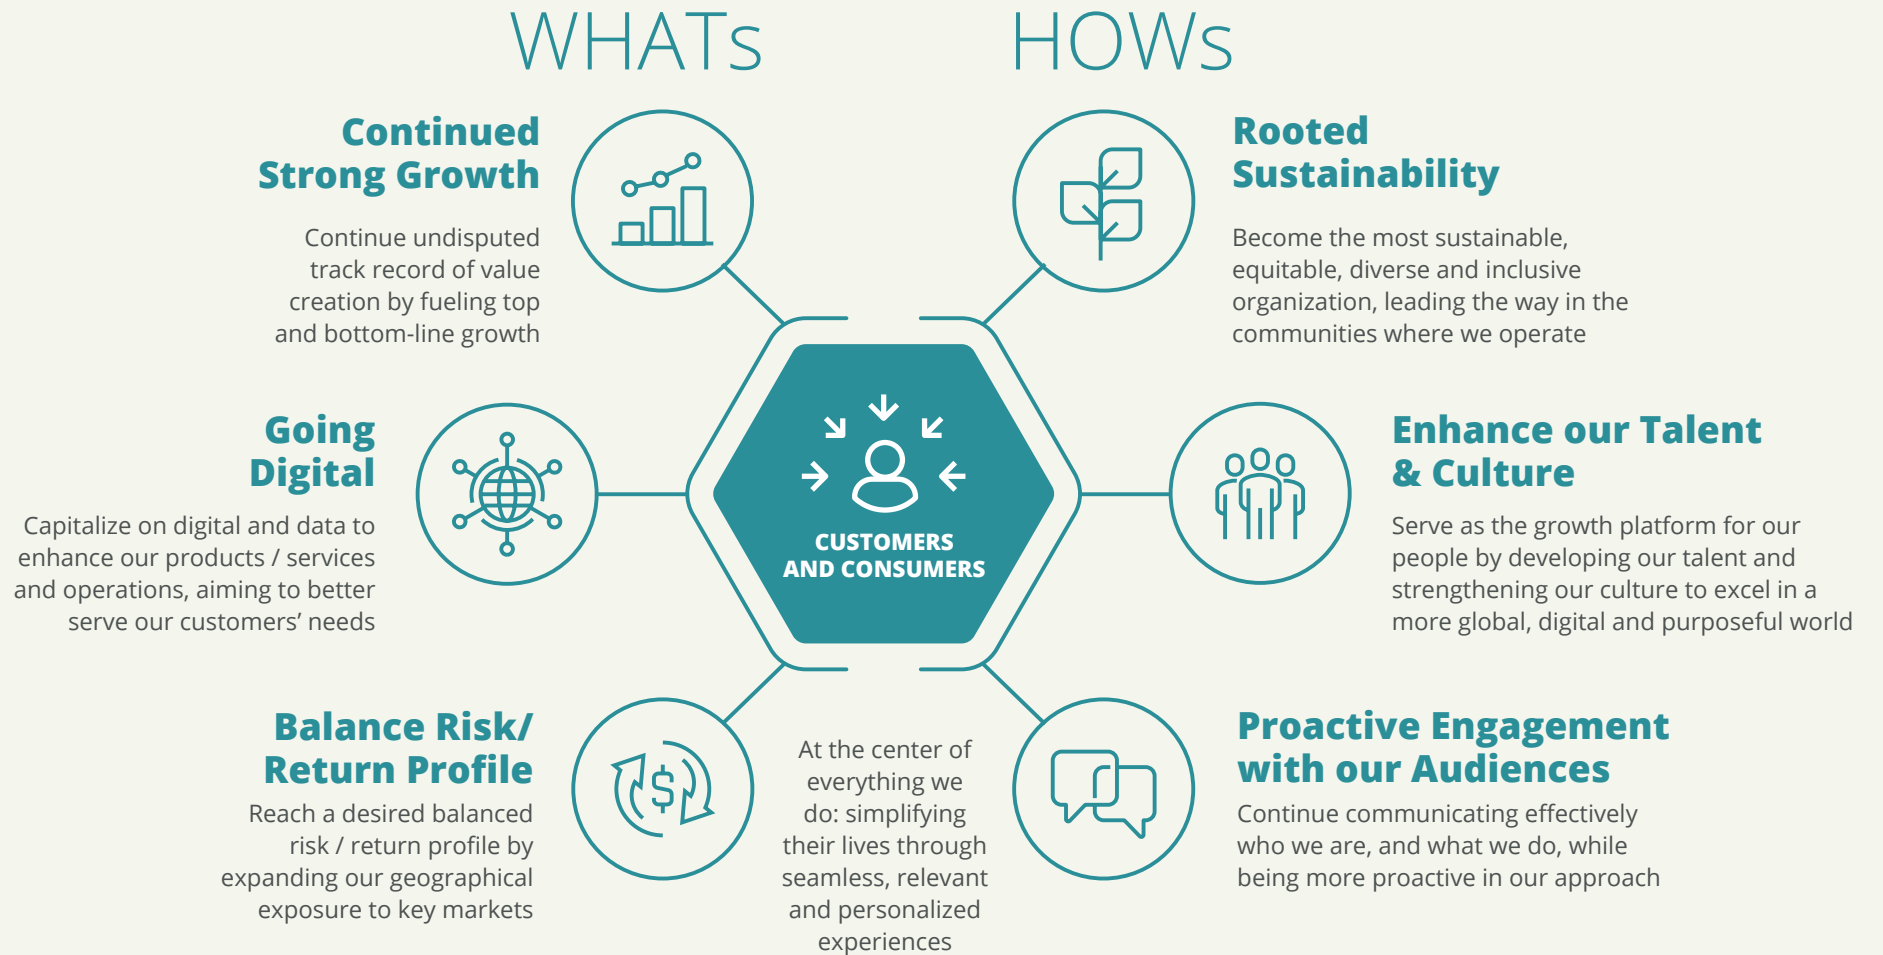 WHATs
HOWs
Continued
Strong Growth
Continue undisputed
track record of value
creation by fueling top
and bottom-line growth
Rooted
Sustainability
Become the most sustainable,
equitable, diverse and inclusive
organization, leading the way in the
communities where we operate
Going
Digital
Capitalize on digital and data to
enhance our products / services
and operations, aiming to better
serve our customers’ needs
CUSTOMERS
AND CONSUMERS
Enhance our Talent
& Culture
Serve as the growth platform for our
people by developing our talent and
strengthening our culture to excel in a
more global, digital and purposeful world
Balance Risk/
Return Profile
Reach a desired balanced
risk / return profile by
expanding our geographical
exposure to key markets
$
At the center of
everything we
do: simplifying
their lives through
seamless, relevant
and personalized
experiences
Proactive Engagement
with our Audiences
Continue communicating effectively
who we are, and what we do, while
being more proactive in our approach